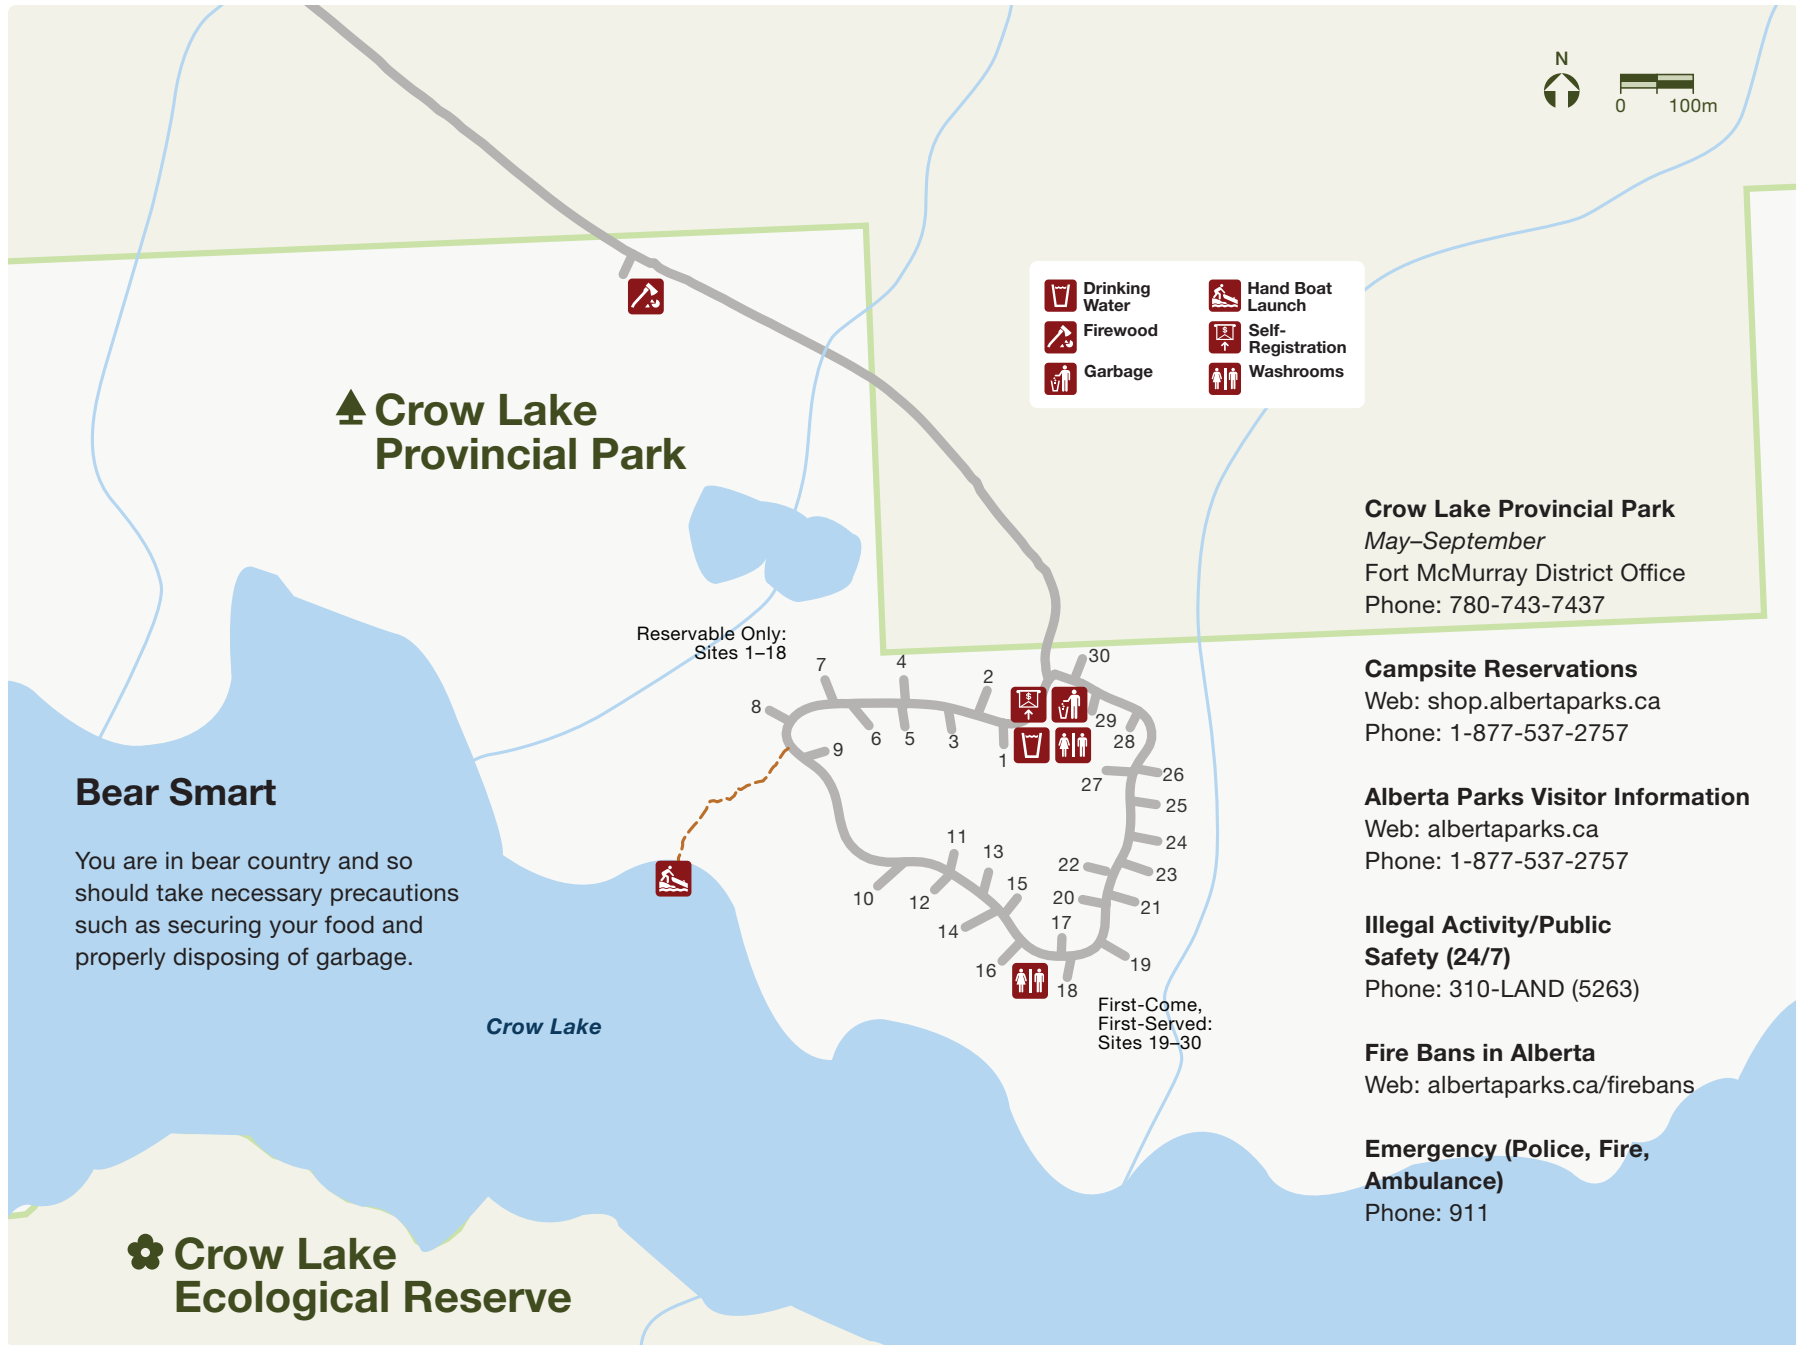 N
0 100m
Drinking
Water
Firewood
Garbage
Hand Boat
Launch
Self-
Registration
Washrooms
Crow Lake
Provincial Park
Crow Lake Provincial Park
May–September
Fort McMurray District Office
Phone: 780-743-7437
Campsite Reservations
Web: shop.albertaparks.ca
Phone: 1-877-537-2757
Alberta Parks Visitor Information
Web: albertaparks.ca
Phone: 1-877-537-2757
Illegal Activity/Public
Safety (24/7)
Phone: 310-LAND (5263)
Fire Bans in Alberta
Web: albertaparks.ca/firebans
Emergency (Police, Fire,
Ambulance)
Phone: 911
Reservable Only:
Sites 1–18
7
4
2
30
8
6
5
3
1
29
28
9
27
26
25
24
11
13
22
23
10
12
15
20
21
14
17
16
18
19
$
First-Come,
First-Served:
Sites 19–30
Bear Smart
You are in bear country and so
should take necessary precautions
such as securing your food and
properly disposing of garbage.
Crow Lake
Crow Lake
Ecological Reserve